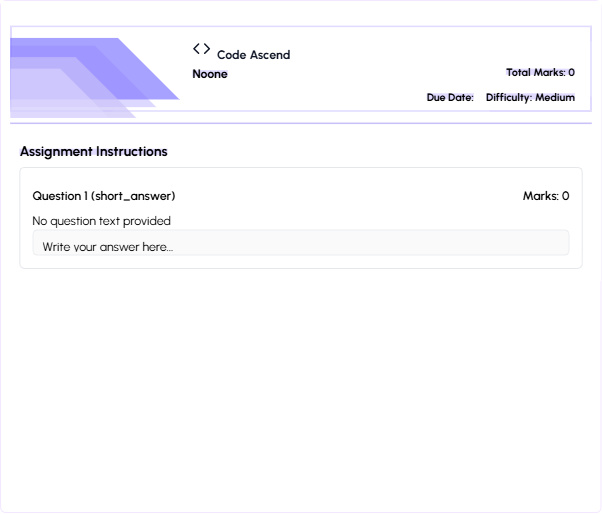 Code Ascend
Noone
Total Marks: 0
Due Date: Difficulty: Medium
Assignment Instructions
Question 1 (short_answer) Marks: 0
No question text provided
Write your answer here...